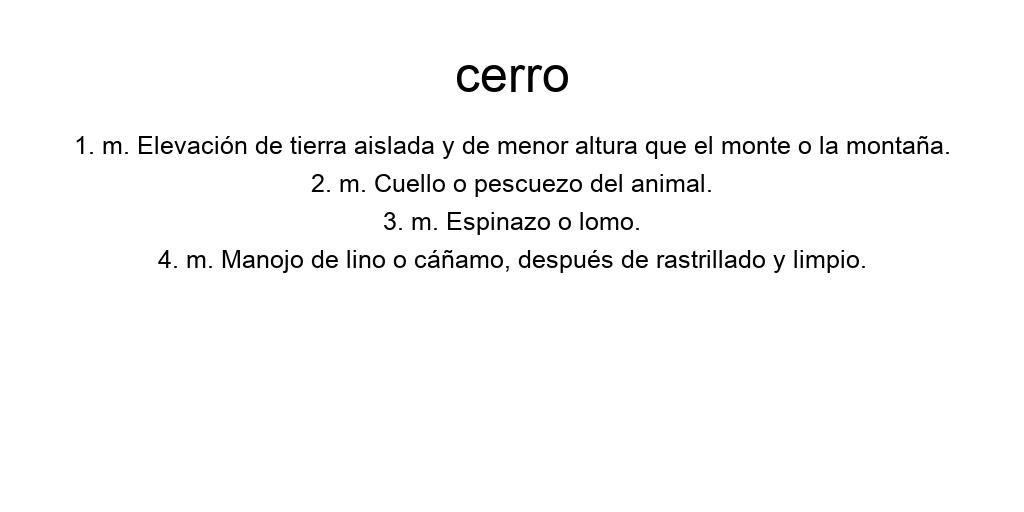 cerro
1. m. Elevación de tierra aislada y de menor altura que el monte o la montaña.
2. m. Cuello o pescuezo del animal.
3. m. Espinazo o lomo.
4. m. Manojo de lino o cáñamo, después de rastrillado y limpio.